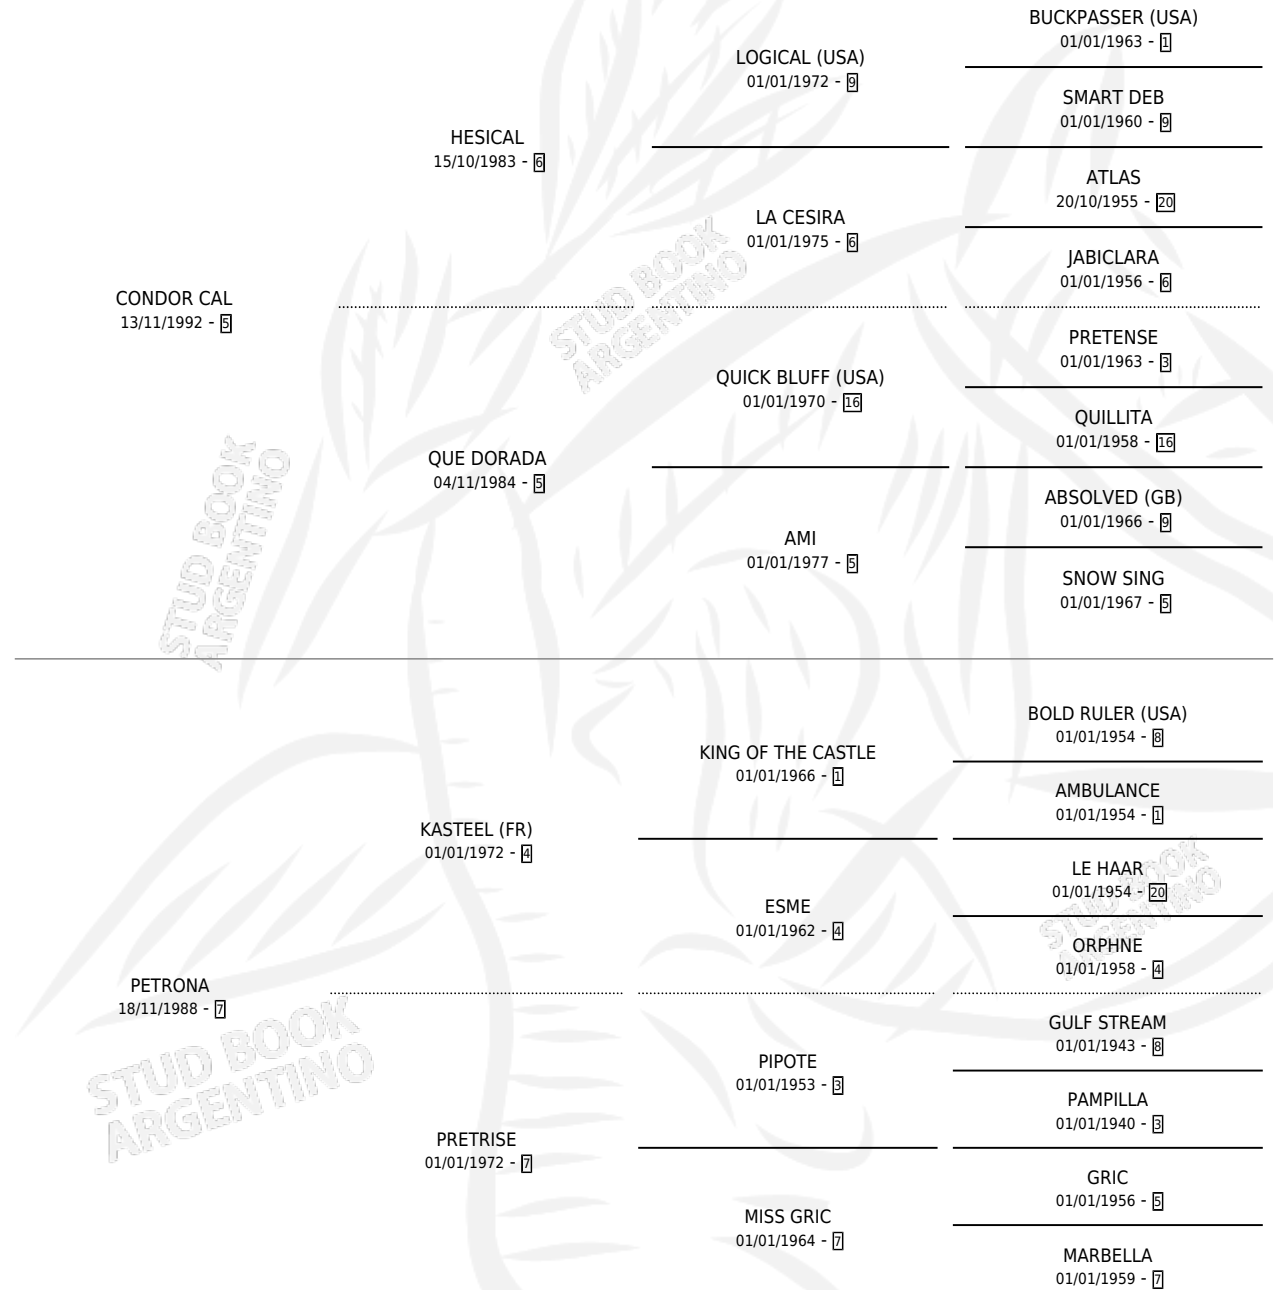 BUCKPASSER (USA)
01/01/1963 - 1
LOGICAL (USA)
01/01/1972 - 9
SMART DEB
01/01/1960 - 9
HESICAL
15/10/1983 - 6
ATLAS
20/10/1955 - 20
LA CESIRA
01/01/1975 - 6
JABICLARA
01/01/1956 - 6
CONDOR CAL
13/11/1992 - 5
PRETENSE
01/01/1963 - 3
QUICK BLUFF (USA)
01/01/1970 - 16
QUILLITA
01/01/1958 - 16
QUE DORADA
04/11/1984 - 5
ABSOLVED (GB)
01/01/1966 - 9
AMI
01/01/1977 - 5
SNOW SING
01/01/1967 - 5
BOLD RULER (USA)
01/01/1954 - 8
KING OF THE CASTLE
01/01/1966 - 1
AMBULANCE
01/01/1954 - 1
KASTEEL (FR)
01/01/1972 - 4
LE HAAR
01/01/1954 - 20
ESME
01/01/1962 - 4
ORPHNE
01/01/1958 - 4
PETRONA
18/11/1988 - 7
GULF STREAM
01/01/1943 - 8
PIPOTE
01/01/1953 - 3
PAMPILLA
01/01/1940 - 3
PRETRISE
01/01/1972 - 7
GRIC
01/01/1956 - 5
MISS GRIC
01/01/1964 - 7
MARBELLA
01/01/1959 - 7
STUD BOOK
ARGENTINO
STUD BOOK
ARGENTINO
STUD BOOK
ARGENTINO
STUD BOOK
ARGENTINO